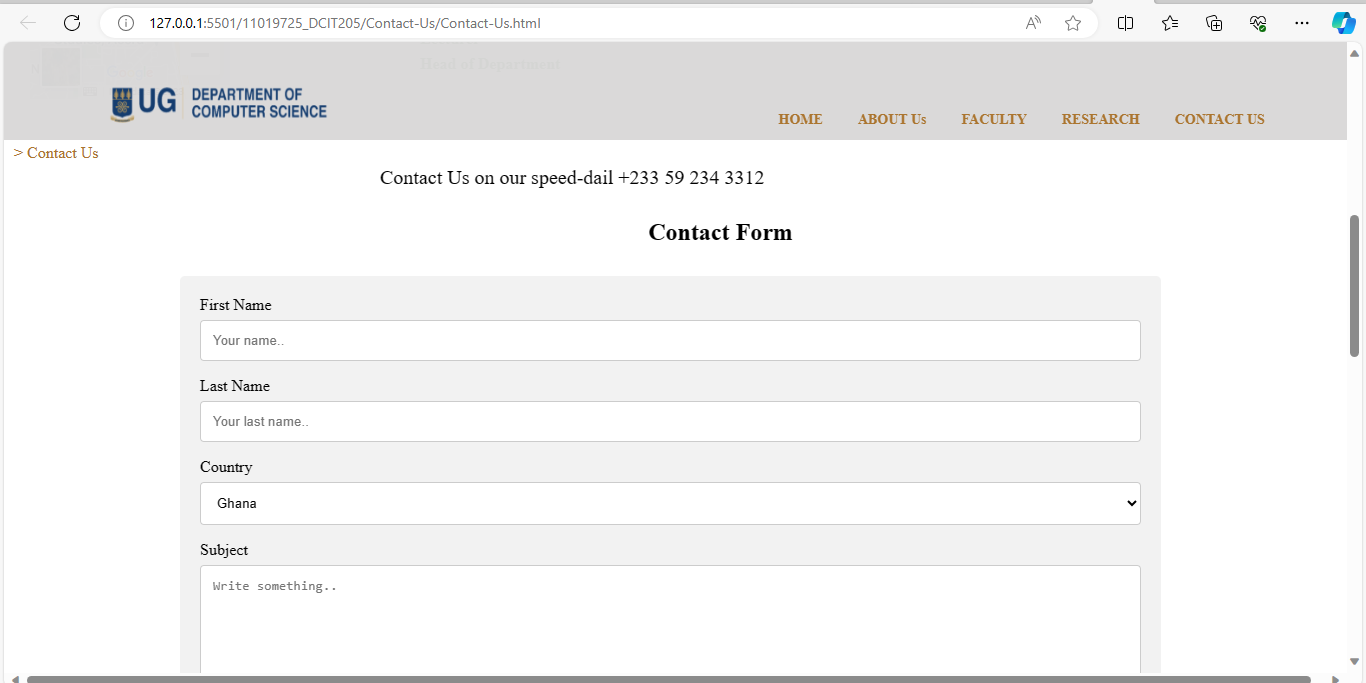 127.0.0.1:5501/11019725_DCIT205/Contact-Us/Contact-Us.html
Head of Department
UG DEPARTMENT OF
COMPUTER SCIENCE
HOME ABOUT Us FACULTY RESEARCH CONTACT US
> Contact Us
Contact Us on our speed-dail +233 59 234 3312
Contact Form
First Name
Your name..
Last Name
Your last name..
Country
Ghana
Subject
Write something..